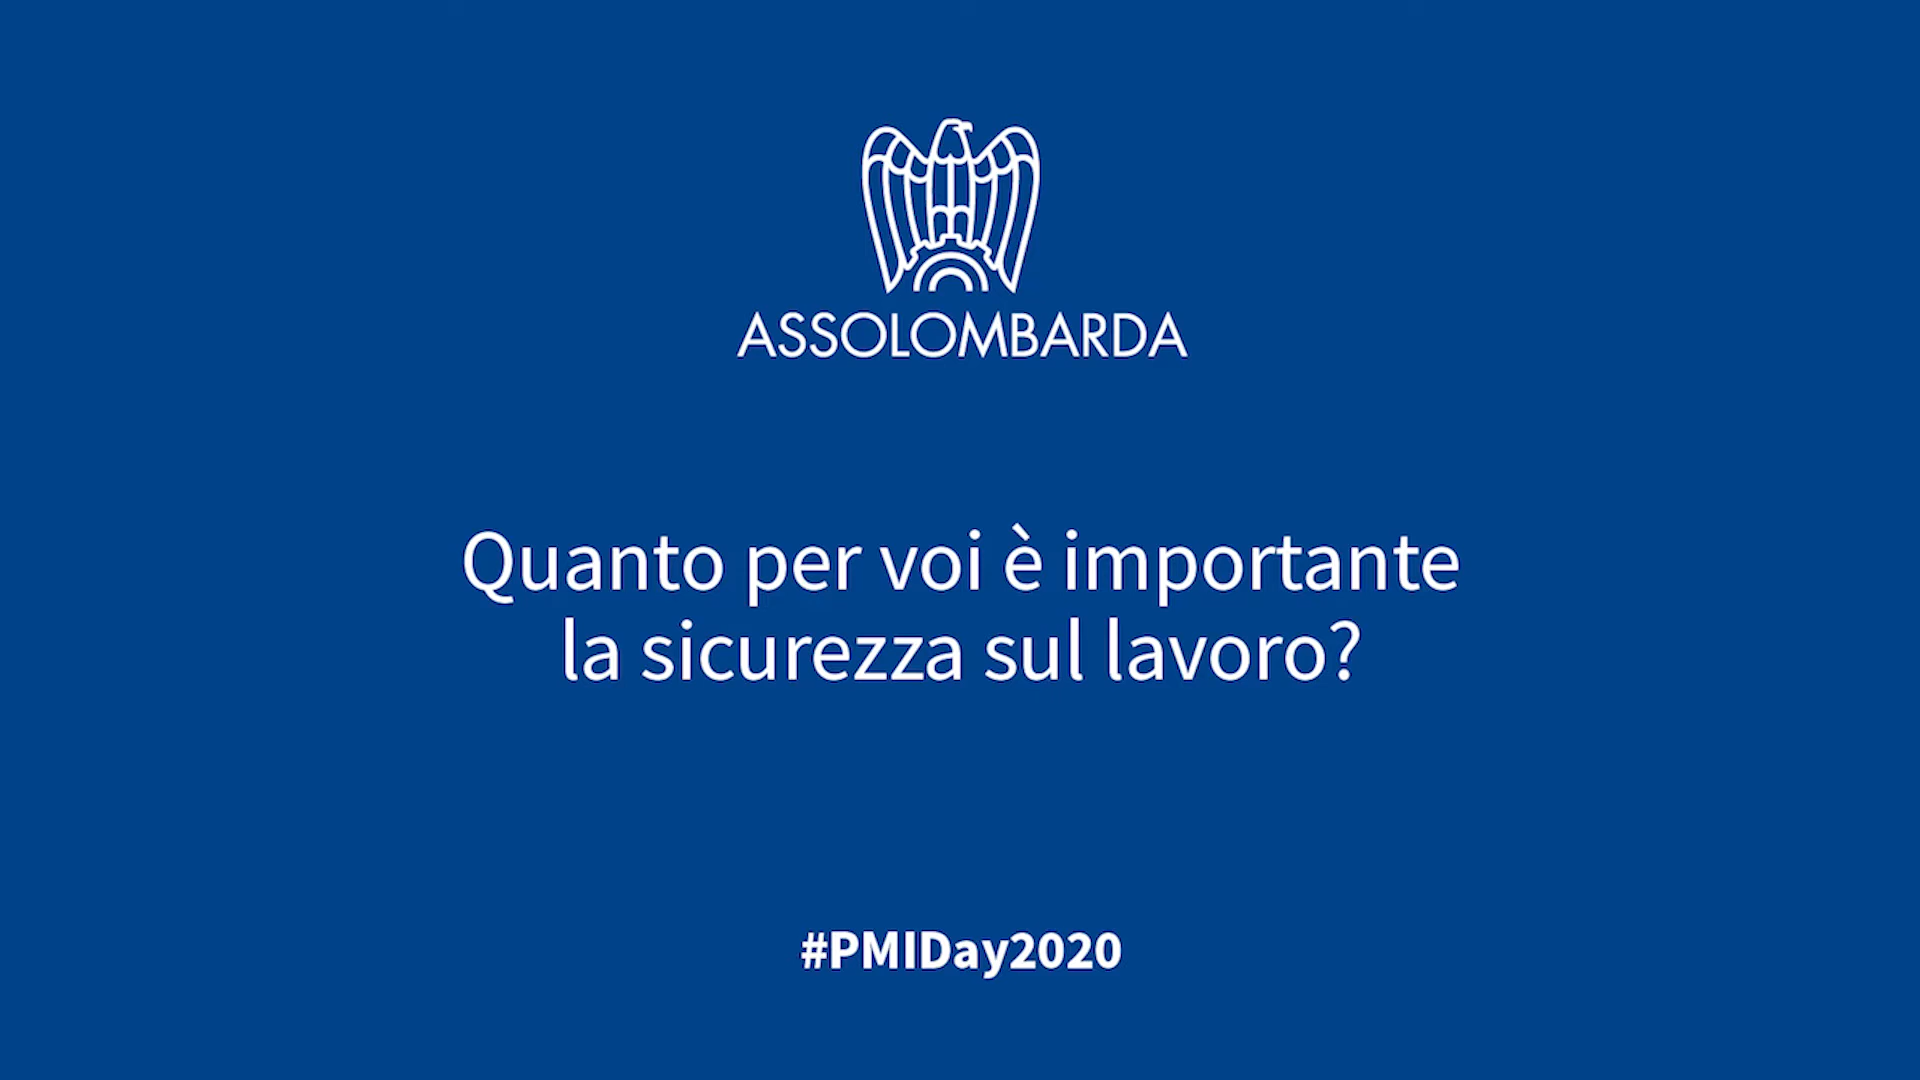 ASSOLOMBARDA
Quanto per voi è importante
la sicurezza sul lavoro?
#PMIDay2020